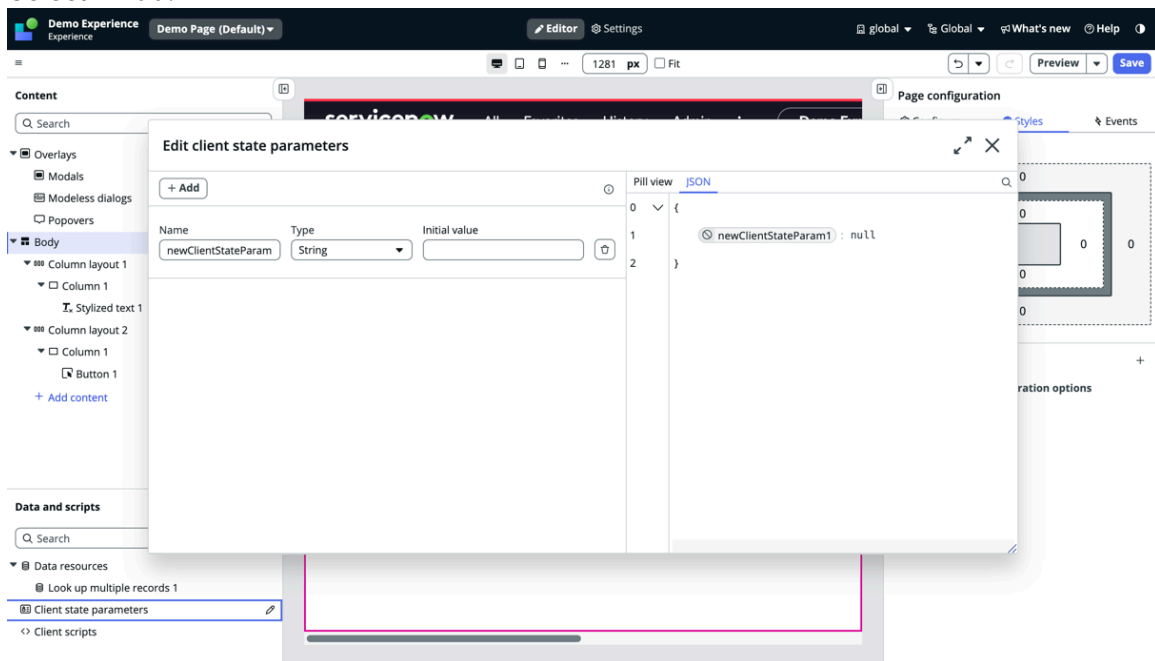 Demo Experience
Experience
Demo Page (Default)
Editor
Settings
global
Global
What's new
Help
1281 px
Fit
Preview
Save
Content
Search
Overlays
Modals
Modeless dialogs
Popovers
Body
Column layout 1
Column 1
Stylized text 1
Column layout 2
Column 1
Button 1
+ Add content
Data and scripts
Search
Data resources
Look up multiple records 1
Client state parameters
Client scripts
servicenow
Edit client state parameters
+ Add
Name
Type
Initial value
newClientStateParam
String
Pill view
JSON
0
{
1
newClientStateParam1 : null
2
}
Page configuration
Styles
Events
0
0
0
0
0
0
ration options